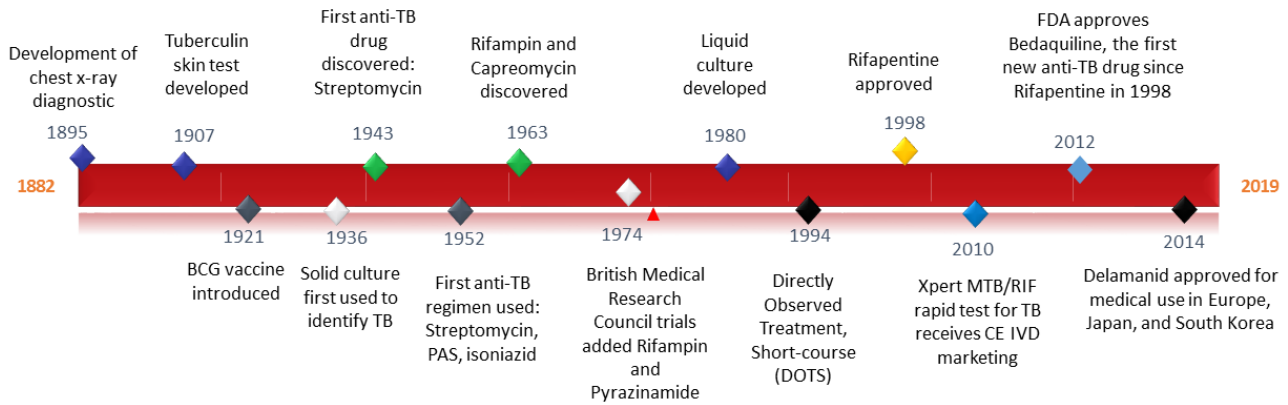 Development of
chest x-ray
diagnostic
1895
Tuberculin
skin test
developed
1907
First anti-TB
drug
discovered:
Streptomycin
1943
Rifampin and
Capreomycin
discovered
1963
Liquid
culture
developed
1980
Rifapentine
approved
1998
FDA approves
Bedaquiline, the first
new anti-TB drug since
Rifapentine in 1998
2012
1882
2019
1921
BCG vaccine
introduced
1936
Solid culture
first used to
identify TB
1952
First anti-TB
regimen used:
Streptomycin,
PAS, isoniazid
1974
British Medical
Research
Council trials
added Rifampin
and
Pyrazinamide
1994
Directly
Observed
Treatment,
Short-course
(DOTS)
2010
Xpert MTB/RIF
rapid test for TB
receives CE IVD
marketing
2014
Delamanid approved for
medical use in Europe,
Japan, and South Korea